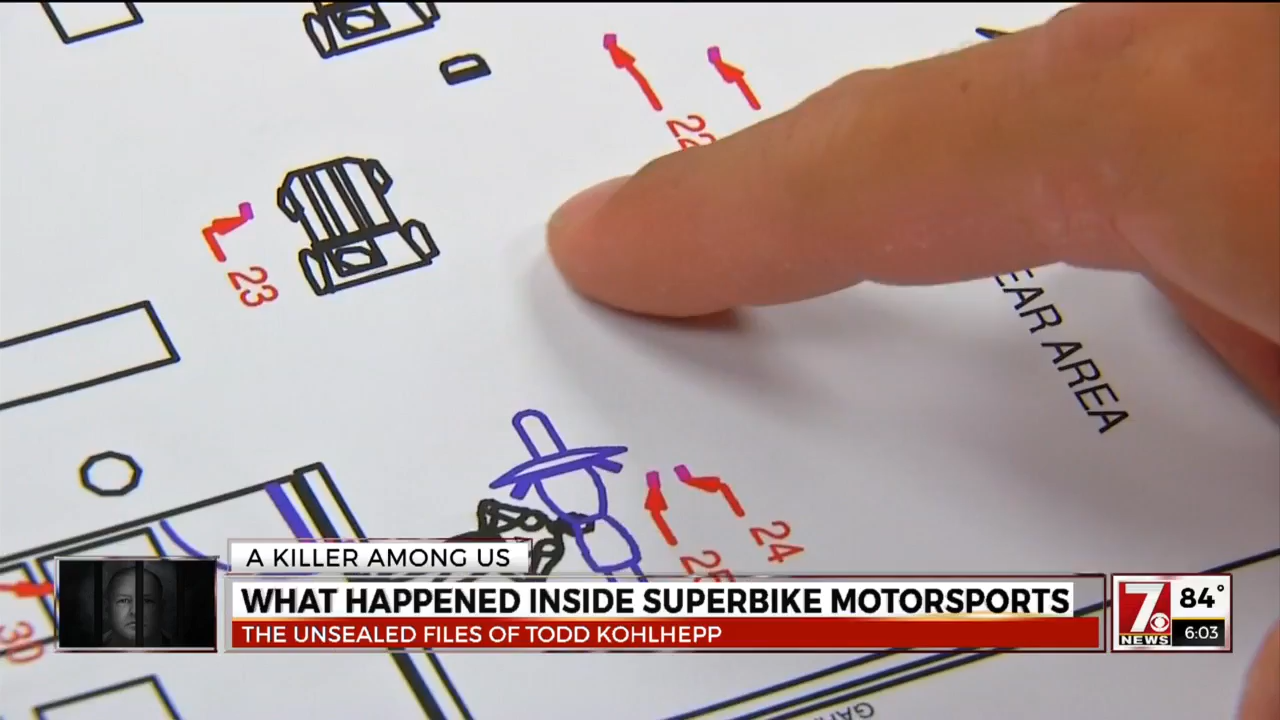 22
23
EAR AREA
24
25
30
A KILLER AMONG US
WHAT HAPPENED INSIDE SUPERBIKE MOTORSPORTS
THE UNSEALED FILES OF TODD KOHLHEPP
7
NEWS
84°
6:03